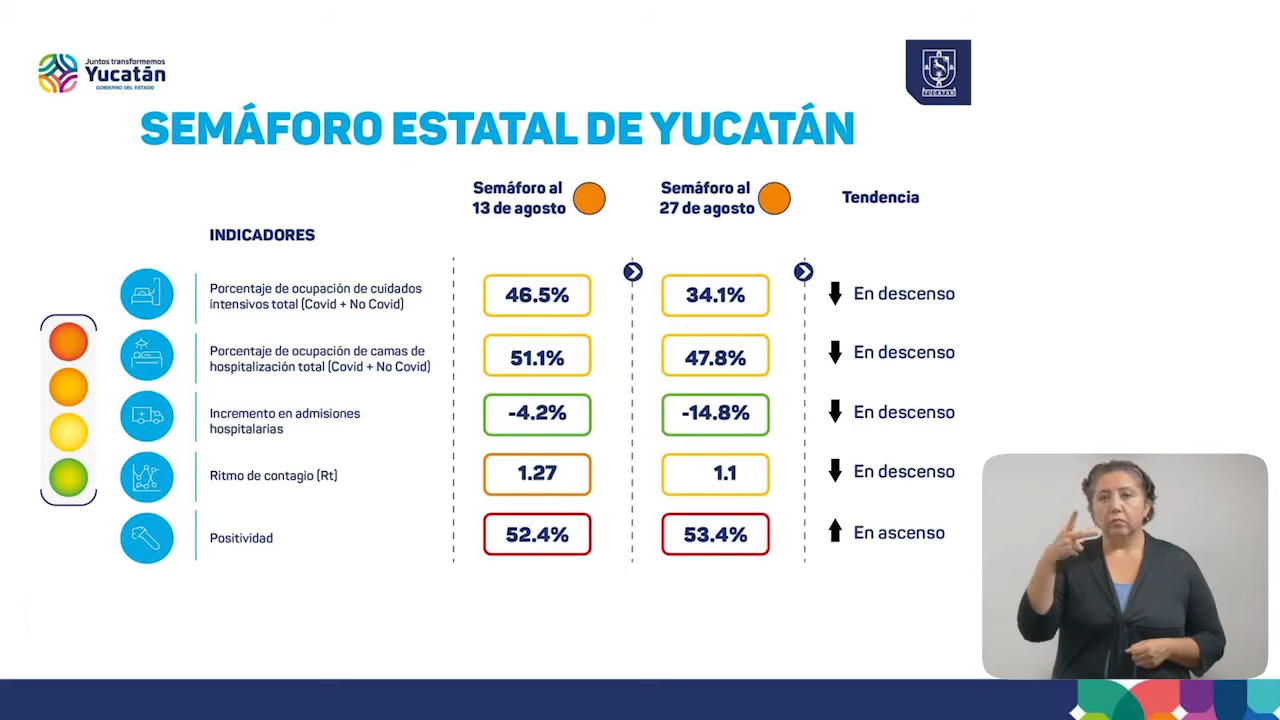 Juntos transformemos
Yucatán
GOBIERNO DEL ESTADO
YUCATÁN
SEMÁFORO ESTATAL DE YUCATÁN
Semáforo al
13 de agosto
Semáforo al
27 de agosto
Tendencia
INDICADORES
Porcentaje de ocupación de cuidados
intensivos total (Covid + No Covid)
46.5%
34.1%
En descenso
Porcentaje de ocupación de camas de
hospitalización total (Covid + No Covid)
51.1%
47.8%
En descenso
Incremento en admisiones
hospitalarias
-4.2%
-14.8%
En descenso
Ritmo de contagio (Rt)
1.27
1.1
En descenso
Positividad
52.4%
53.4%
En ascenso